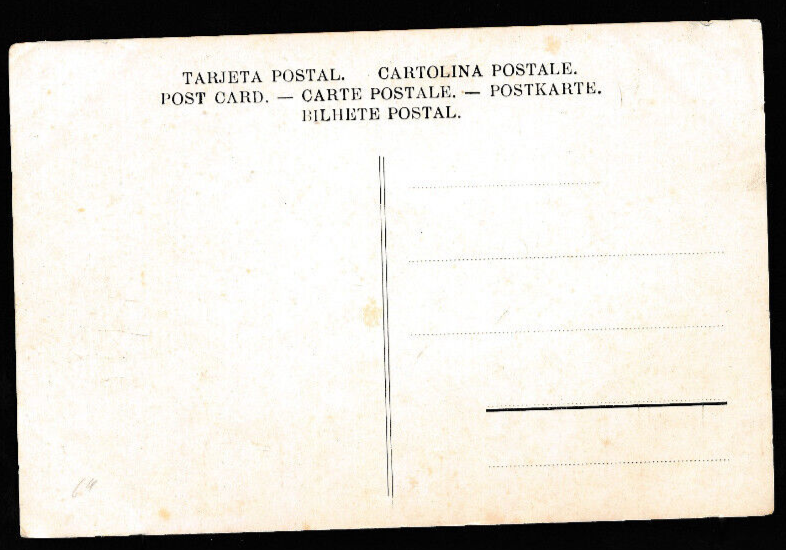 TARJETA POSTAL. CARTOLINA POSTALE.
POST CARD. — CARTE POSTALE. — POSTKARTE.
BILHETE POSTAL.